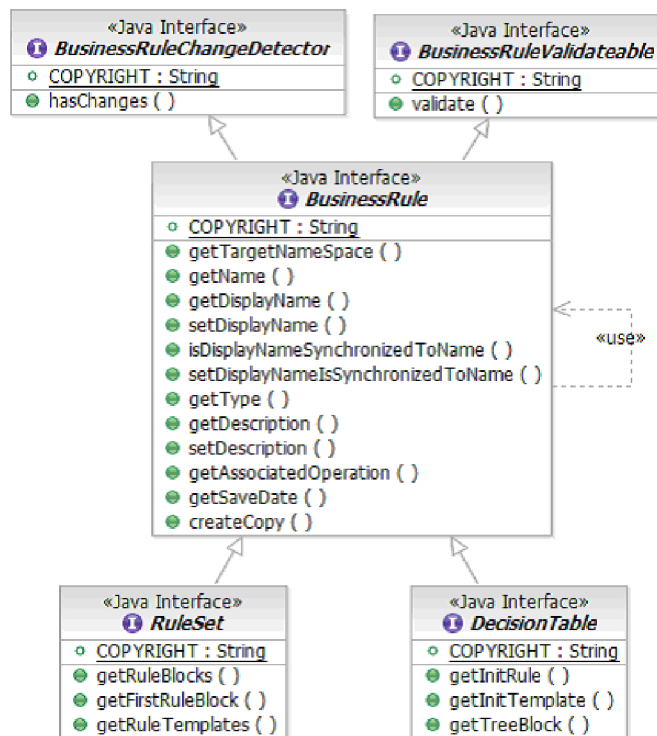 «Java Interface»
BusinessRuleChangeDetector
COPYRIGHT : String
hasChanges ( )
«Java Interface»
BusinessRuleValidateable
COPYRIGHT : String
validate ( )
«Java Interface»
BusinessRule
COPYRIGHT : String
getTargetNameSpace ( )
getName ( )
getDisplayName ( )
setDisplayName ( )
isDisplayNameSynchronizedToName ( )
setDisplayNameIsSynchronizedToName ( )
getType ( )
getDescription ( )
setDescription ( )
getAssociatedOperation ( )
getSaveDate ( )
createCopy ( )
«use»
«Java Interface»
RuleSet
COPYRIGHT : String
getRuleBlocks ( )
getFirstRuleBlock ( )
getRuleTemplates ( )
«Java Interface»
DecisionTable
COPYRIGHT : String
getInitRule ( )
getInitTemplate ( )
getTreeBlock ( )